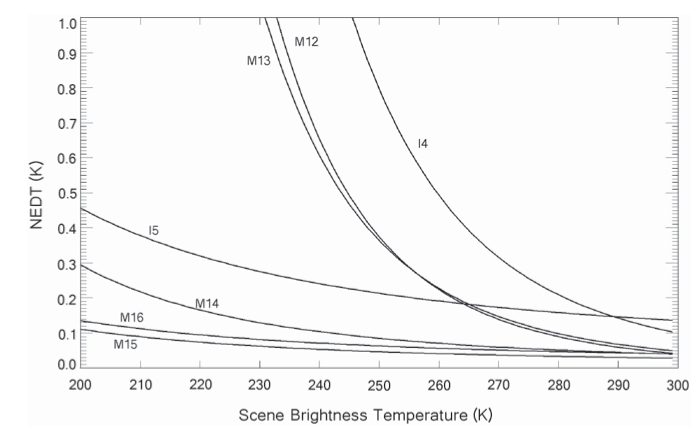 1.0
0.9
0.8
0.7
0.6
0.5
0.4
0.3
0.2
0.1
0.0
NEDT (K)
M12
M13
I4
I5
M14
M16
M15
200 210 220 230 240 250 260 270 280 290 300
Scene Brightness Temperature (K)